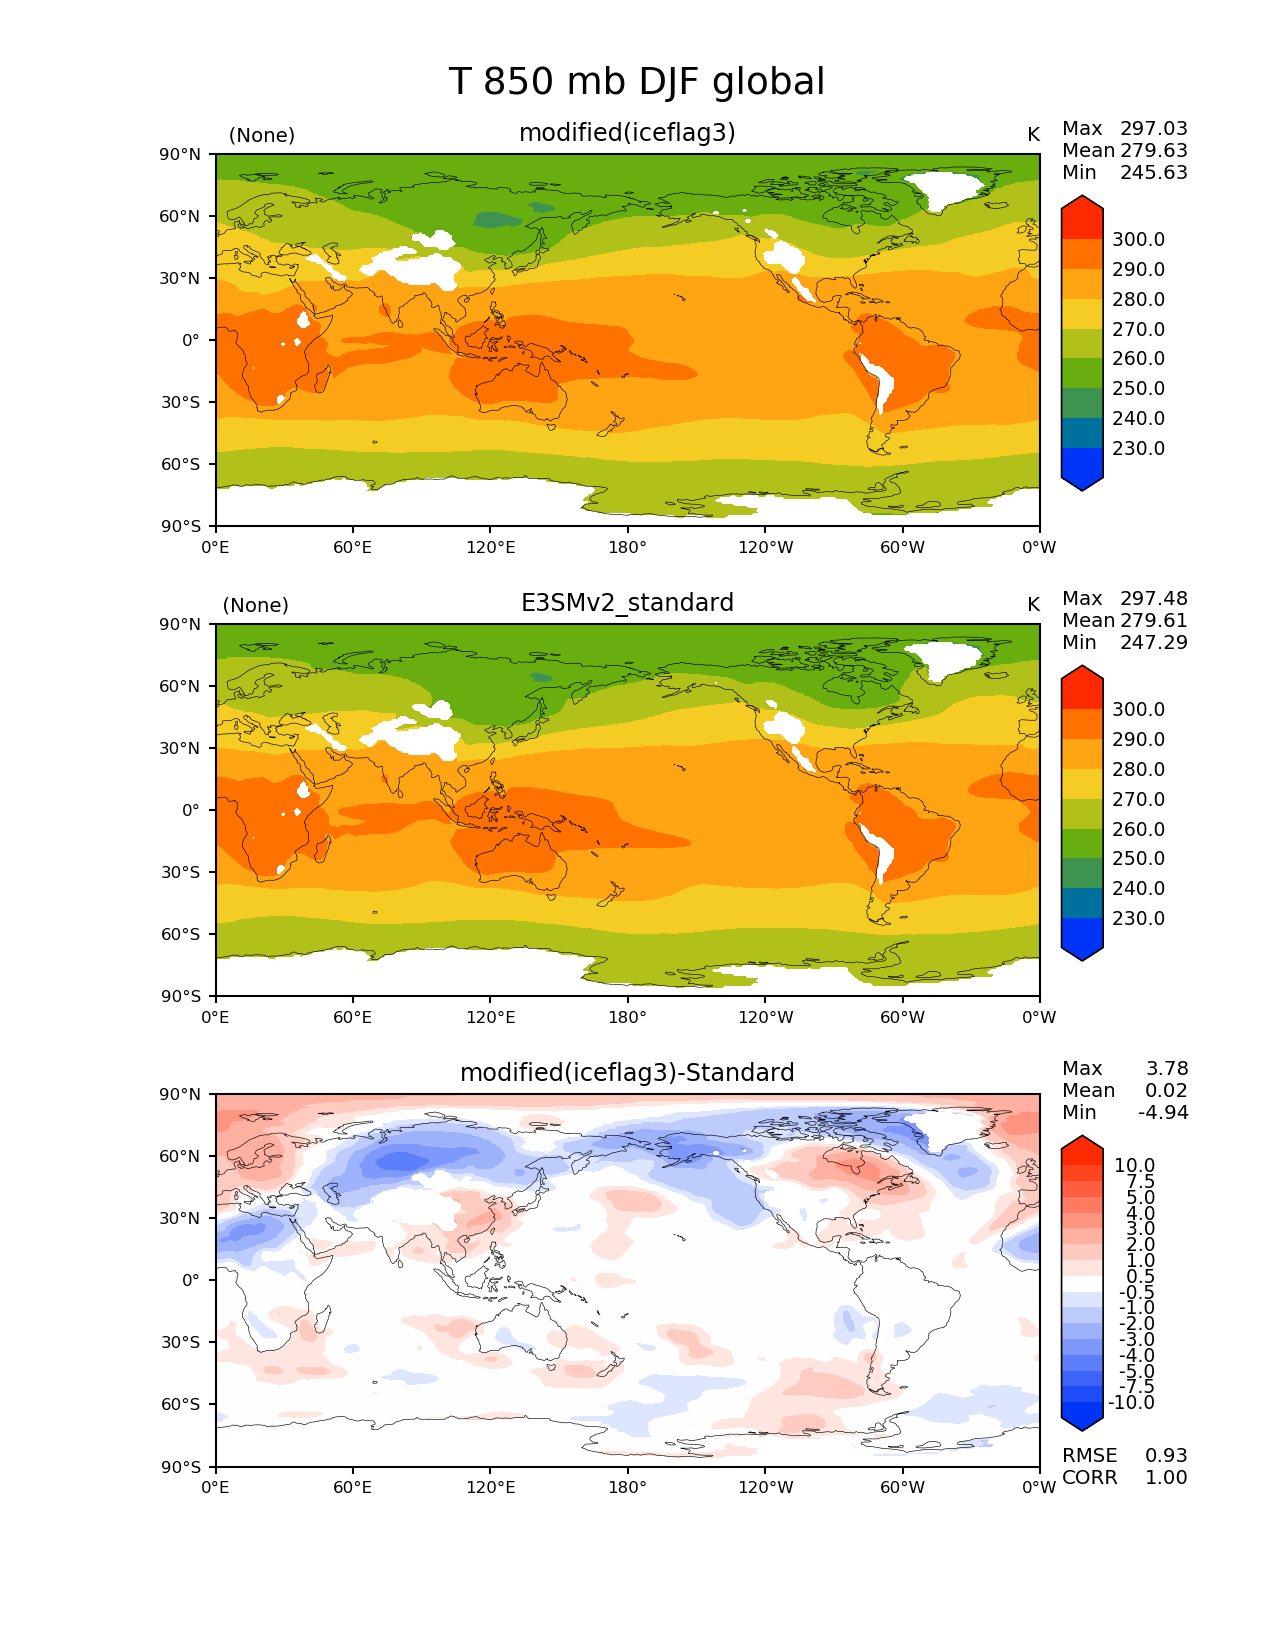 T 850 mb DJF global
(None) modified(iceflag3) K
Max 297.03
Mean 279.63
Min 245.63
90°N
60°N
30°N
0°
30°S
60°S
90°S
0°E 60°E 120°E 180° 120°W 60°W 0°W
300.0
290.0
280.0
270.0
260.0
250.0
240.0
230.0
(None) E3SMv2_standard K
Max 297.48
Mean 279.61
Min 247.29
90°N
60°N
30°N
0°
30°S
60°S
90°S
0°E 60°E 120°E 180° 120°W 60°W 0°W
300.0
290.0
280.0
270.0
260.0
250.0
240.0
230.0
modified(iceflag3)-Standard
Max 3.78
Mean 0.02
Min -4.94
90°N
60°N
30°N
0°
30°S
60°S
90°S
0°E 60°E 120°E 180° 120°W 60°W 0°W
10.0
7.5
5.0
4.0
3.0
2.0
1.0
0.5
-0.5
-1.0
-2.0
-3.0
-4.0
-5.0
-7.5
-10.0
RMSE 0.93
CORR 1.00